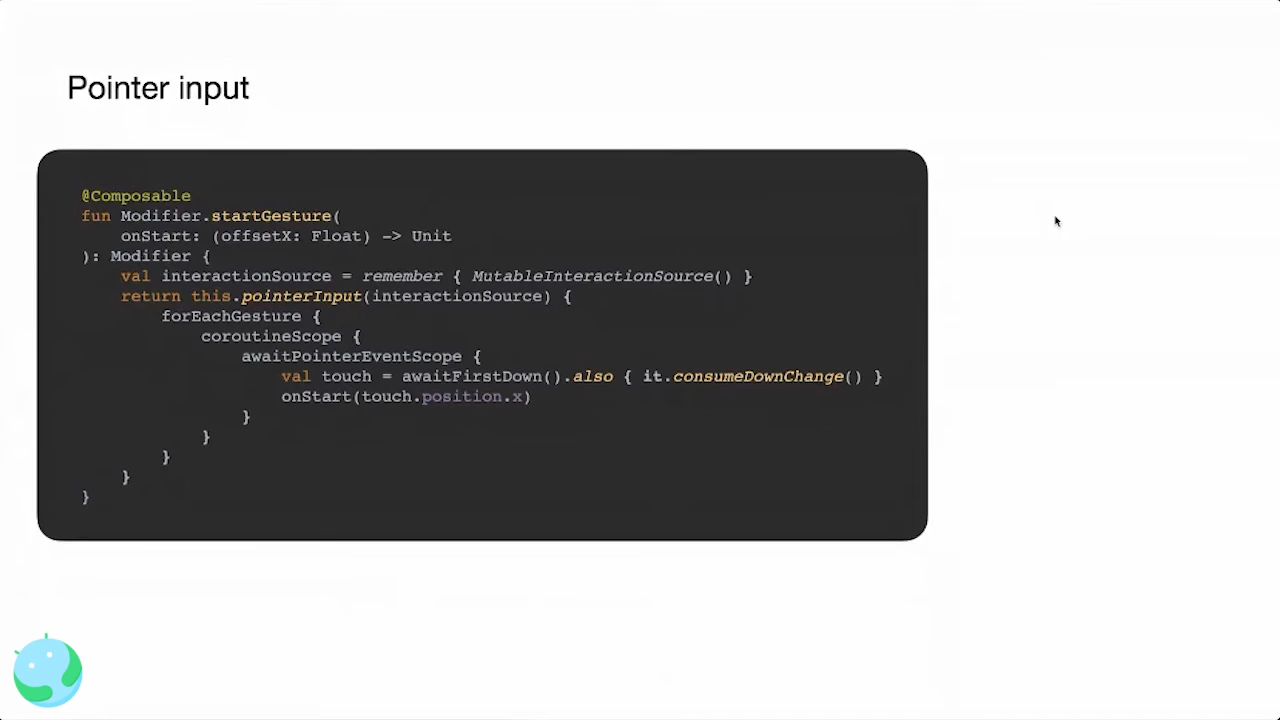 Pointer input
@Composable
fun Modifier.startGesture(
    onStart: (offsetX: Float) -> Unit
): Modifier {
    val interactionSource = remember { MutableInteractionSource() }
    return this.pointerInput(interactionSource) {
        forEachGesture {
            coroutineScope {
                awaitPointerEventScope {
                    val touch = awaitFirstDown().also { it.consumeDownChange() }
                    onStart(touch.position.x)
                }
            }
        }
    }
}